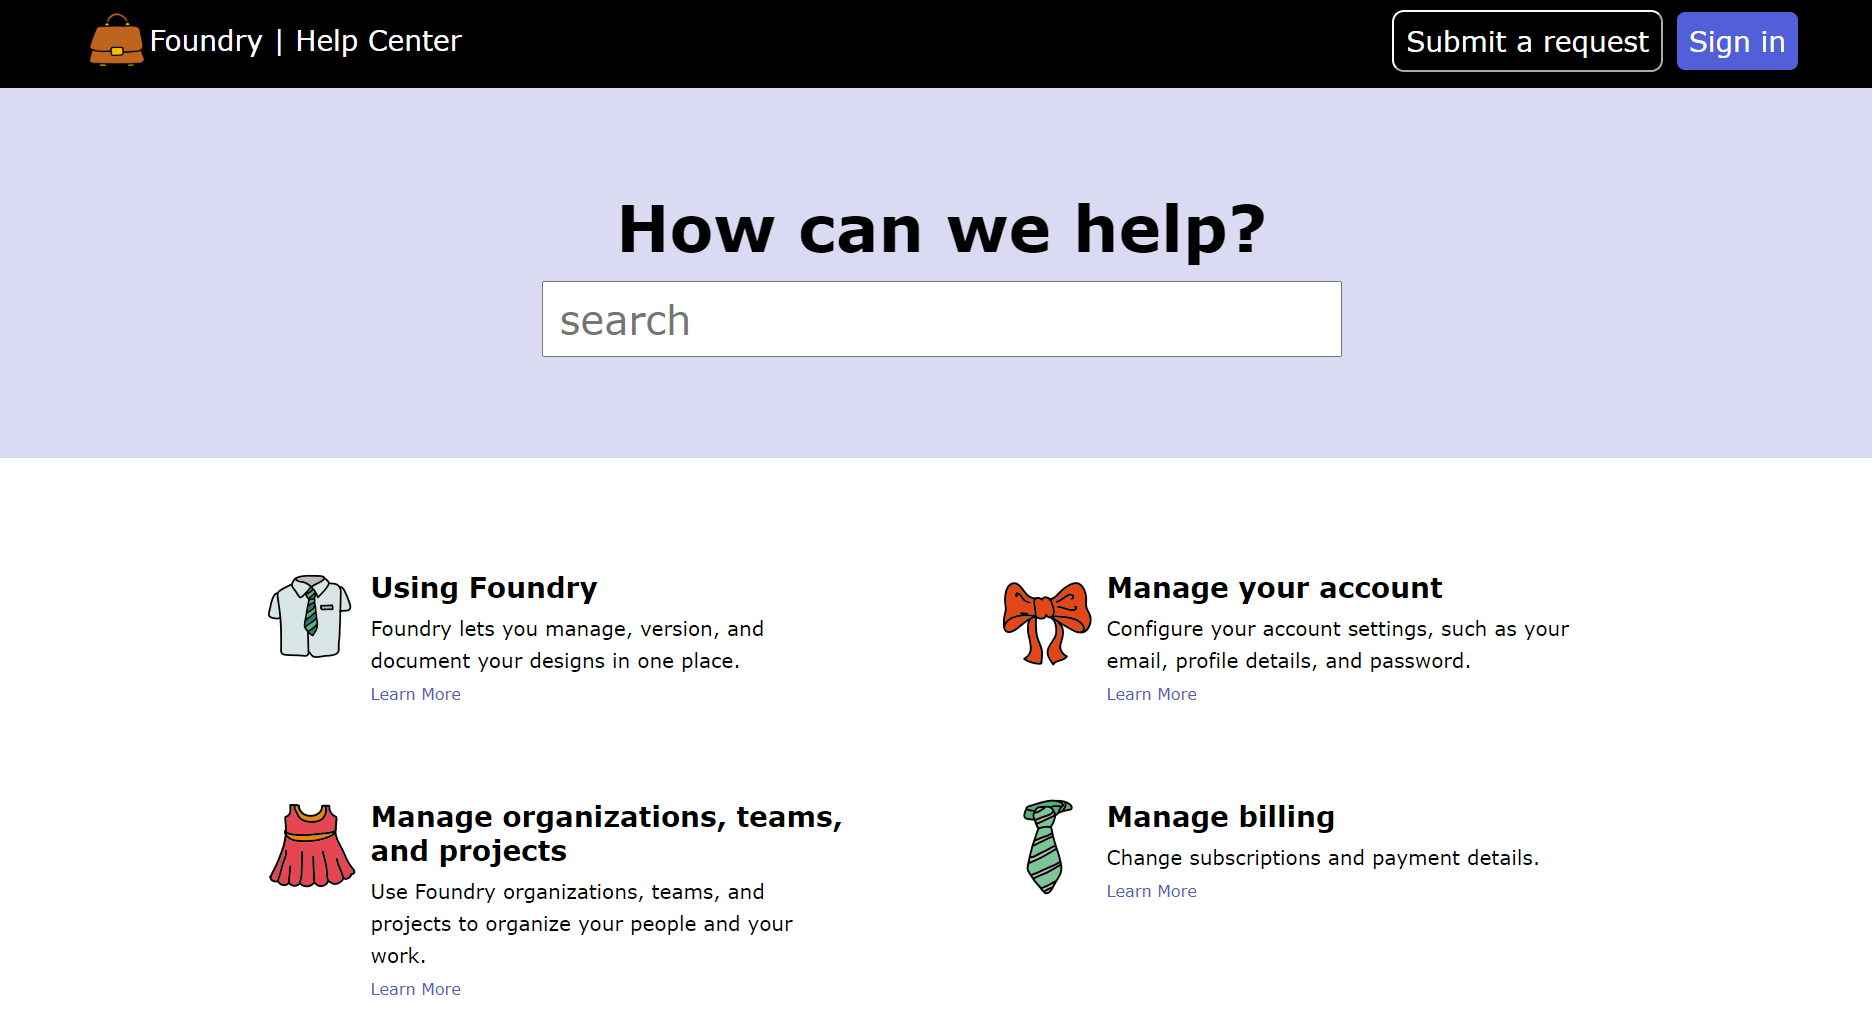 Foundry | Help Center
Submit a request
Sign in
How can we help?
search
Using Foundry
Foundry lets you manage, version, and
document your designs in one place.
Learn More
Manage your account
Configure your account settings, such as your
email, profile details, and password.
Learn More
Manage organizations, teams,
and projects
Use Foundry organizations, teams, and
projects to organize your people and your
work.
Learn More
Manage billing
Change subscriptions and payment details.
Learn More